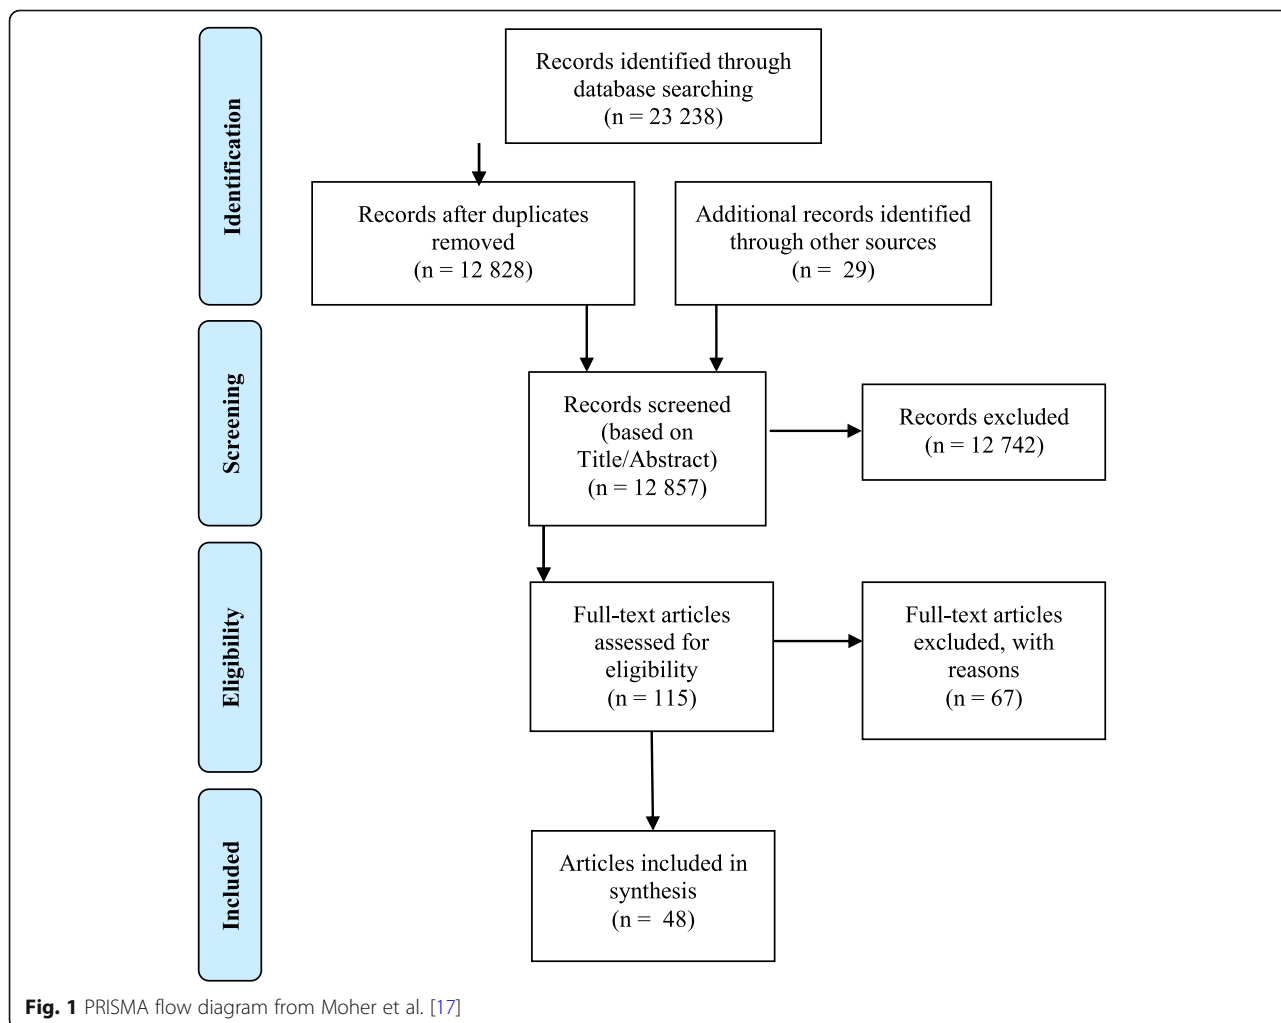 Identification
Records identified through
database searching
(n = 23 238)
Records after duplicates
removed
(n = 12 828)
Additional records identified
through other sources
(n =  29)
Screening
Records screened
(based on
Title/Abstract)
(n = 12 857)
Records excluded
(n = 12 742)
Eligibility
Full-text articles
assessed for
eligibility
(n = 115)
Full-text articles
excluded, with
reasons
(n = 67)
Included
Articles included in
synthesis
(n =  48)
Fig. 1 PRISMA flow diagram from Moher et al. [17]